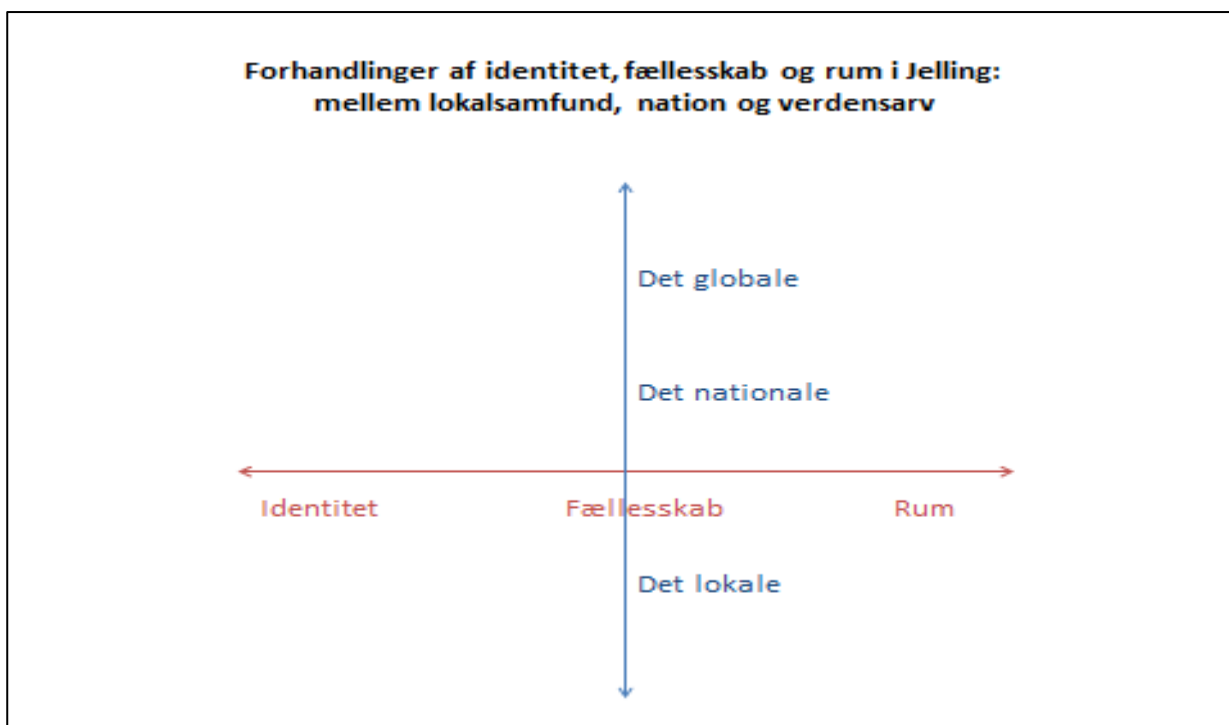 Forhandlinger af identitet, fællesskab og rum i Jelling:
mellem lokalsamfund, nation og verdensarv
Det globale
Det nationale
Identitet Fællesskab Rum
Det lokale